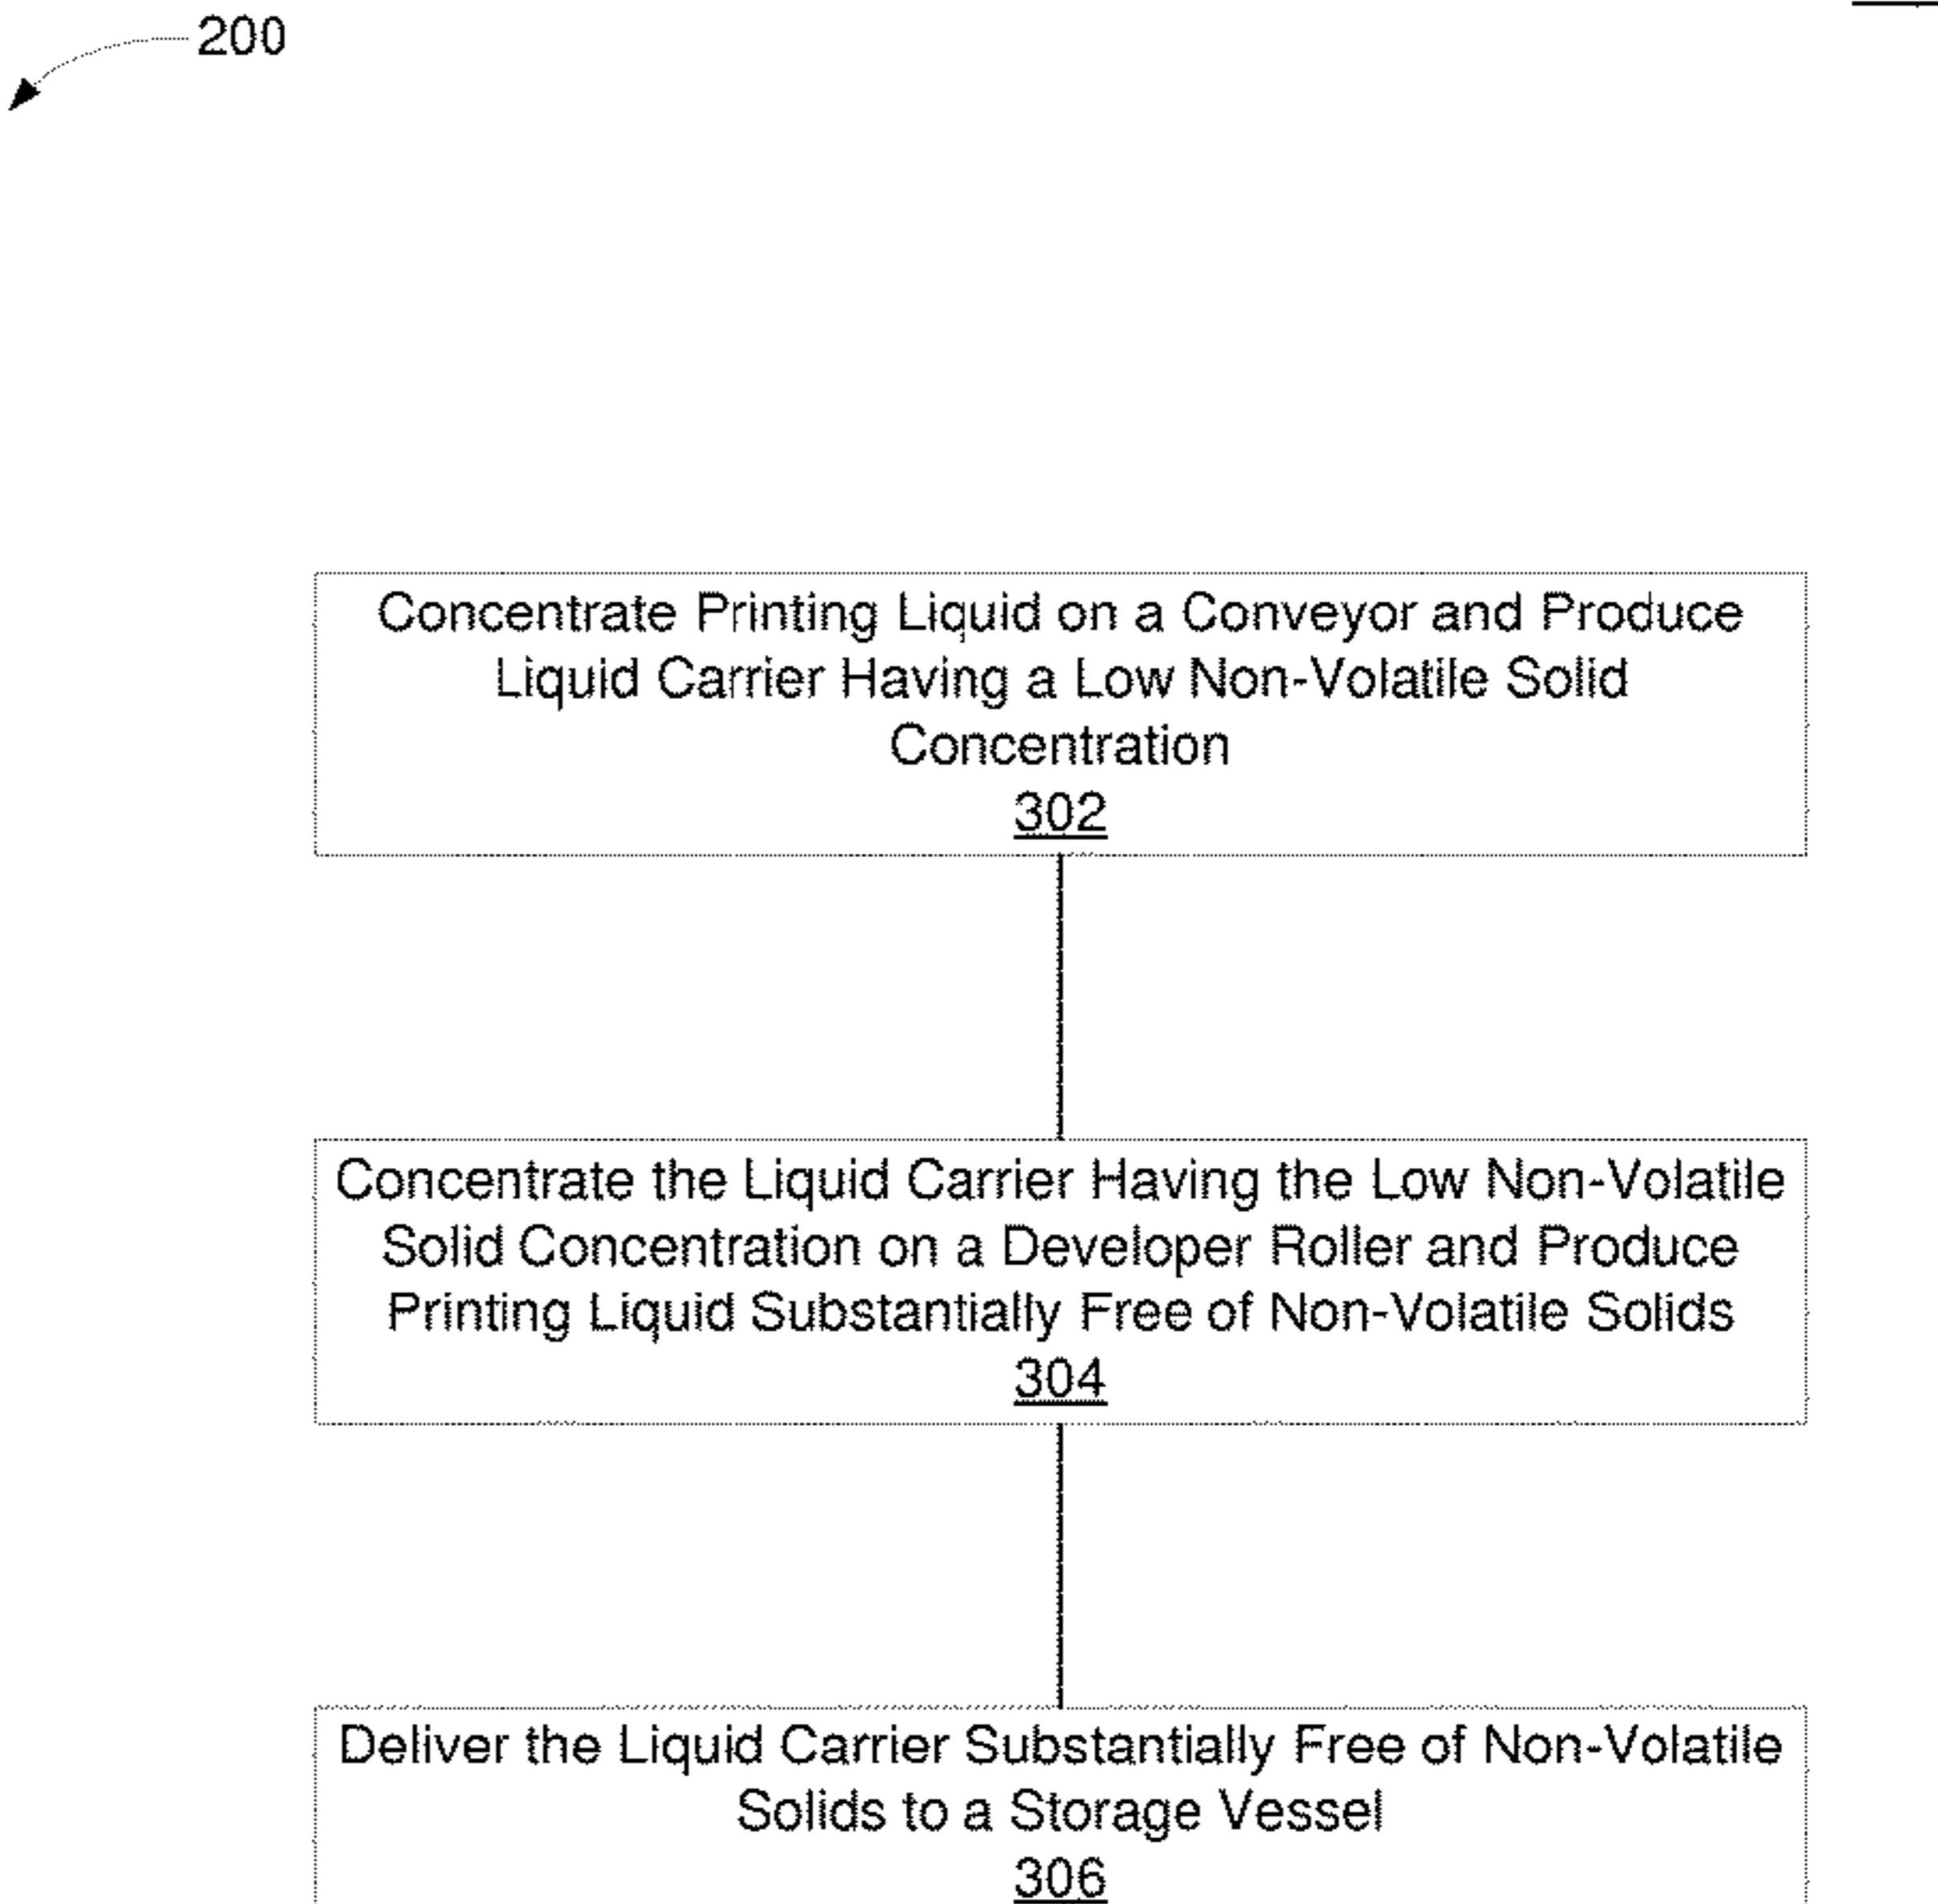 200
Concentrate Printing Liquid on a Conveyor and Produce
Liquid Carrier Having a Low Non-Volatile Solid
Concentration
302
Concentrate the Liquid Carrier Having the Low Non-Volatile
Solid Concentration on a Developer Roller and Produce
Printing Liquid Substantially Free of Non-Volatile Solids
304
Deliver the Liquid Carrier Substantially Free of Non-Volatile
Solids to a Storage Vessel
306